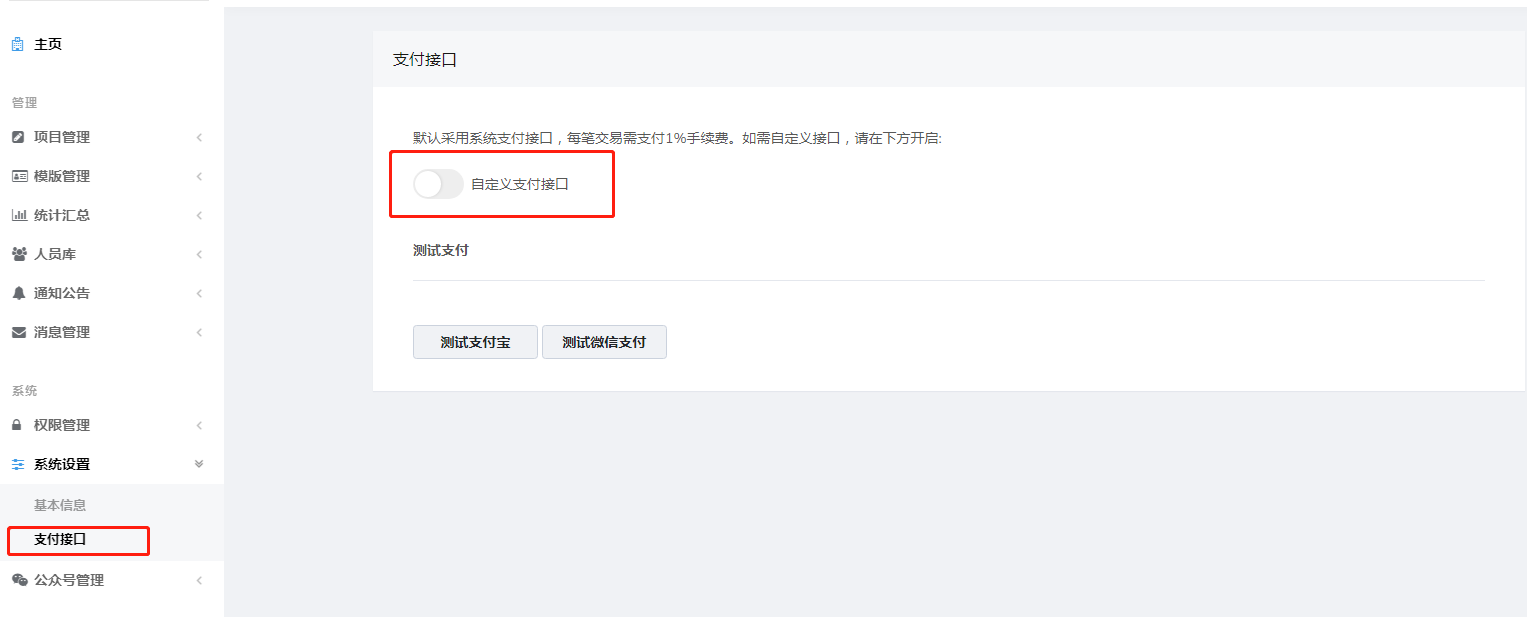 主页
管理
项目管理
模版管理
统计汇总
人员库
通知公告
消息管理
系统
权限管理
系统设置
基本信息
支付接口
公众号管理
支付接口
默认采用系统支付接口，每笔交易需支付1%手续费。如需自定义接口，请在下方开启:
自定义支付接口
测试支付
测试支付宝 测试微信支付